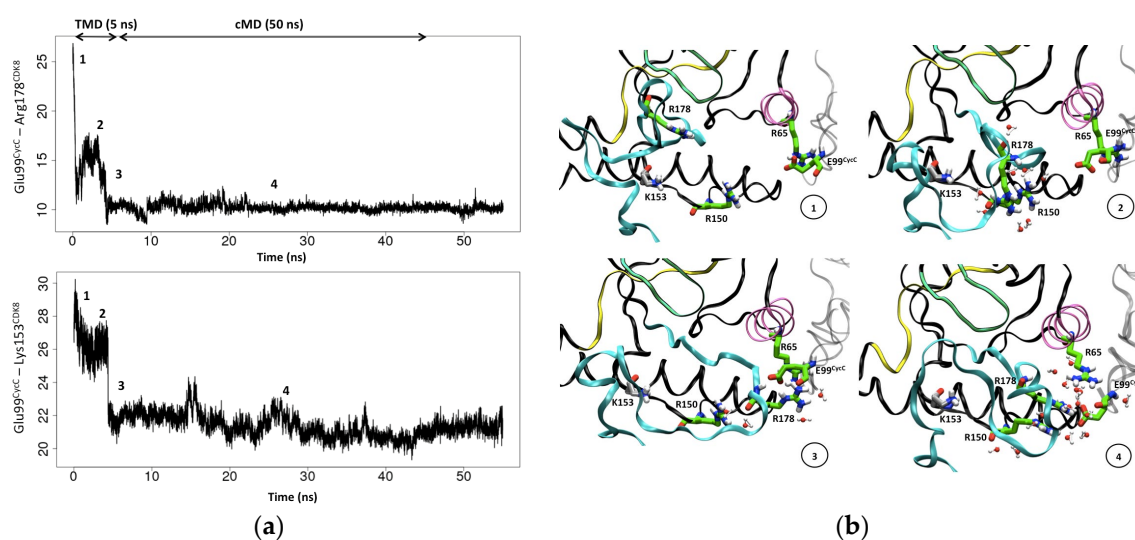 TMD (5 ns) cMD (50 ns)
Glu99CycC – Arg178CDK8
25
20
15
10
1
2
3
4
0 10 20 30 40 50
Time (ns)
Glu99CycC – Lys153CDK8
30
28
26
24
22
20
1
2
3
4
0 10 20 30 40 50
Time (ns)
(a)
R178
R65
E99CycC
K153
R150
1
R65
E99CycC
R178
K153
R150
2
R65
E99CycC
K153
R150
R178
3
R65
R178
E99CycC
K153
R150
4
(b)